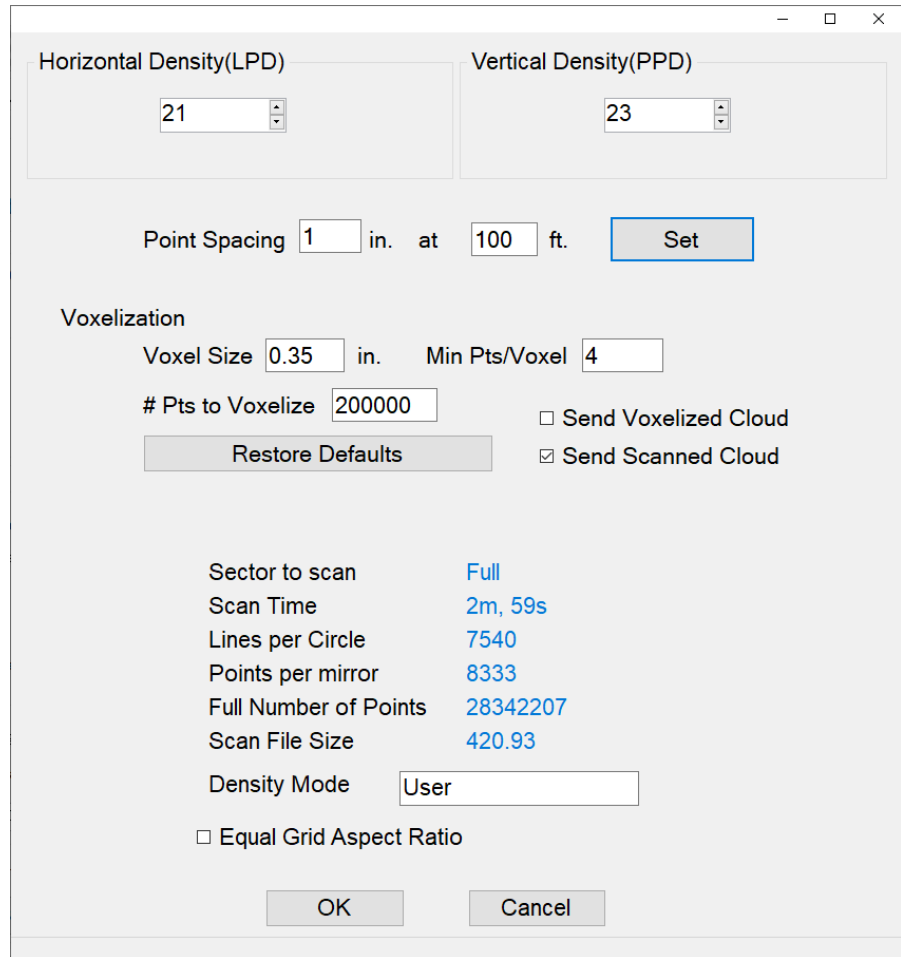 Horizontal Density(LPD)
Vertical Density(PPD)
21
23
Point Spacing 1 in. at 100 ft. Set
Voxelization
Voxel Size 0.35 in. Min Pts/Voxel 4
# Pts to Voxelize 200000
Send Voxelized Cloud
Restore Defaults
Send Scanned Cloud
Sector to scan Full
Scan Time 2m, 59s
Lines per Circle 7540
Points per mirror 8333
Full Number of Points 28342207
Scan File Size 420.93
Density Mode User
Equal Grid Aspect Ratio
OK Cancel